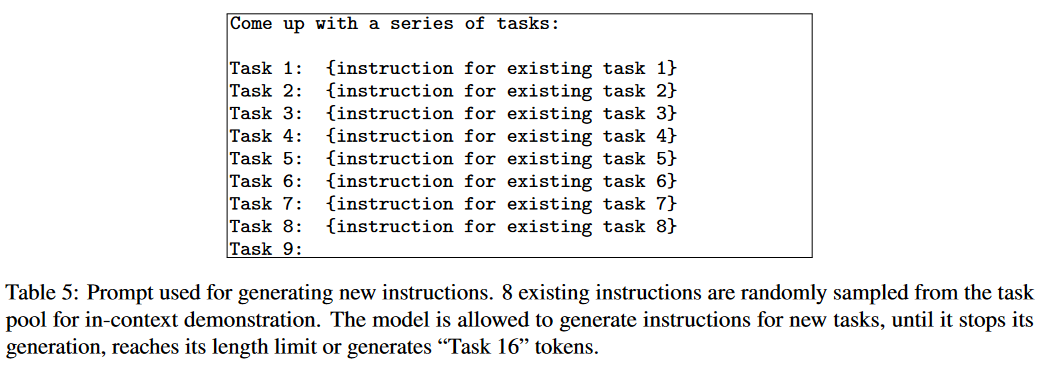 Come up with a series of tasks:
Task 1: {instruction for existing task 1}
Task 2: {instruction for existing task 2}
Task 3: {instruction for existing task 3}
Task 4: {instruction for existing task 4}
Task 5: {instruction for existing task 5}
Task 6: {instruction for existing task 6}
Task 7: {instruction for existing task 7}
Task 8: {instruction for existing task 8}
Task 9:
Table 5: Prompt used for generating new instructions. 8 existing instructions are randomly sampled from the task
pool for in-context demonstration. The model is allowed to generate instructions for new tasks, until it stops its
generation, reaches its length limit or generates “Task 16” tokens.